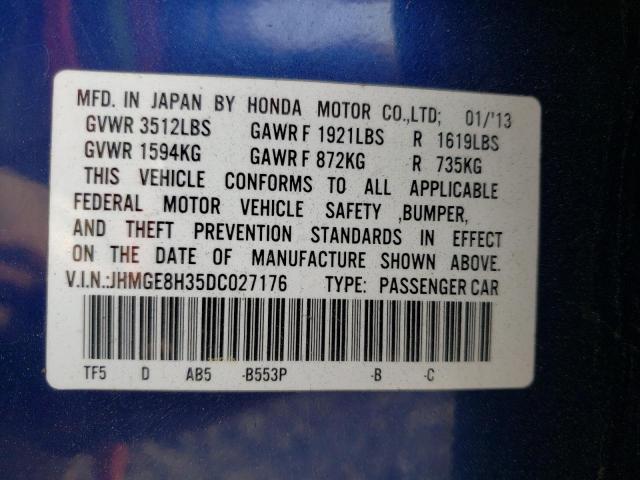 MFD. IN JAPAN BY HONDA MOTOR CO.,LTD; 01/'13
GVWR 3512LBS GAWR F 1921LBS R 1619LBS
GVWR 1594KG GAWR F 872KG R 735KG
THIS VEHICLE CONFORMS TO ALL APPLICABLE
FEDERAL MOTOR VEHICLE SAFETY ,BUMPER,
AND THEFT PREVENTION STANDARDS IN EFFECT
ON THE DATE OF MANUFACTURE SHOWN ABOVE.
V.I.N.:JHMGE8H35DC027176 TYPE: PASSENGER CAR
TF5 D AB5 -B553P -B -C